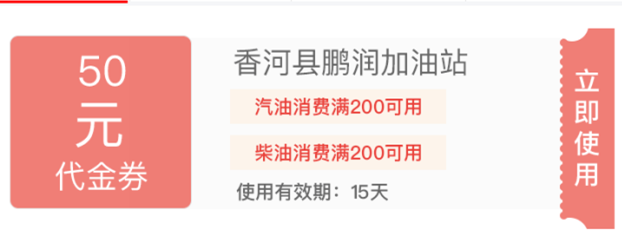 50
元
代金券
香河县鹏润加油站
汽油消费满200可用
柴油消费满200可用
使用有效期：15天
立即使用